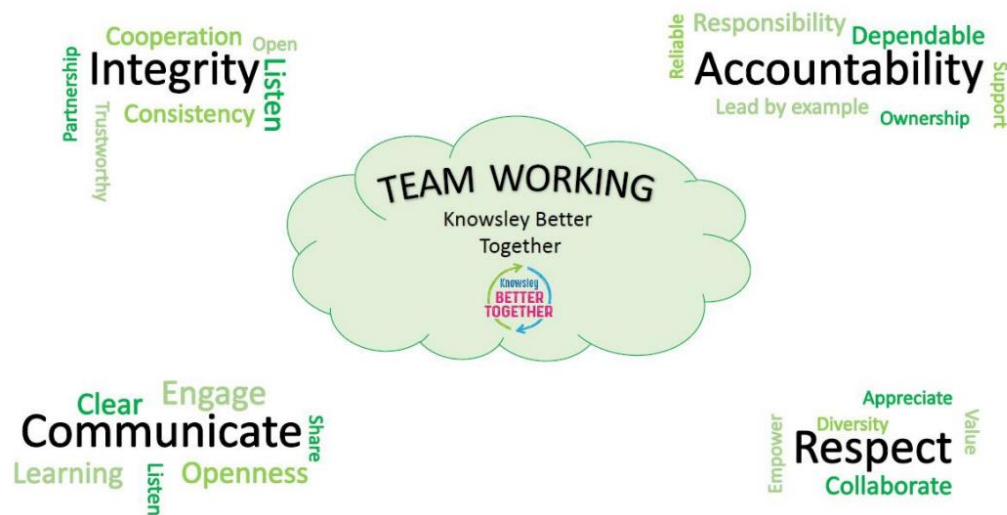 Cooperation
Open
Partnership
Integrity
Listen
Trustworthy
Consistency
Reliable
Responsibility
Dependable
Accountability
Support
Lead by example
Ownership
TEAM WORKING
Knowsley Better
Together
Knowsley
BETTER
TOGETHER
Clear
Engage
Communicate
Share
Learning
Listen
Openness
Appreciate
Empower
Diversity
Value
Respect
Collaborate